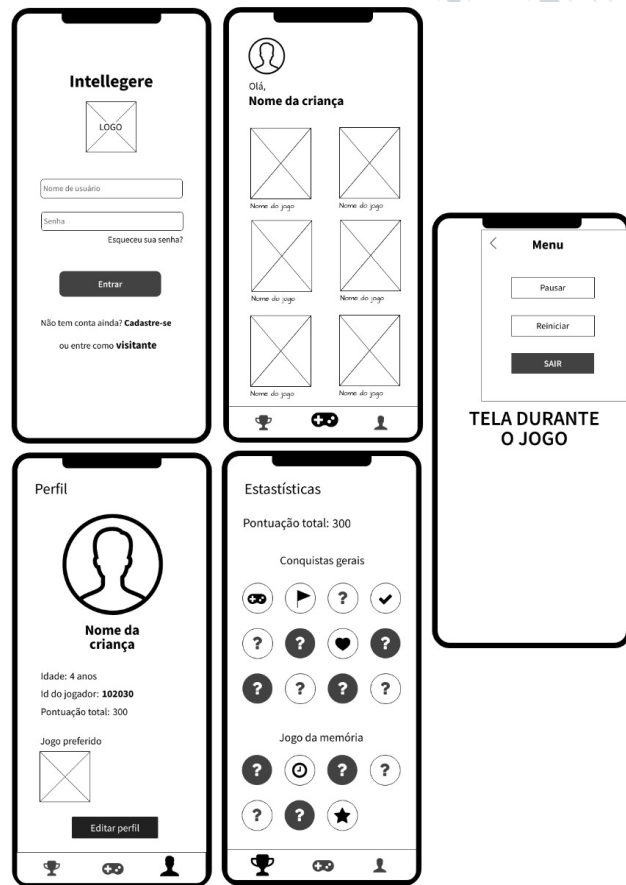 Intellegere
LOGO
Nome de usuário
Senha
Esqueceu sua senha?
Entrar
Não tem conta ainda? Cadastre-se
ou entre como visitante
Olá,
Nome da criança
Nome do jogo
Nome do jogo
Nome do jogo
Nome do jogo
Nome do jogo
Nome do jogo
Menu
Pausar
Reiniciar
SAIR
TELA DURANTE
O JOGO
Perfil
Nome da
criança
Idade: 4 anos
Id do jogador: 102030
Pontuação total: 300
Jogo preferido
Editar perfil
Estastísticas
Pontuação total: 300
Conquistas gerais
?
? ? ?
? ? ? ?
Jogo da memória
? ? ?
? ?